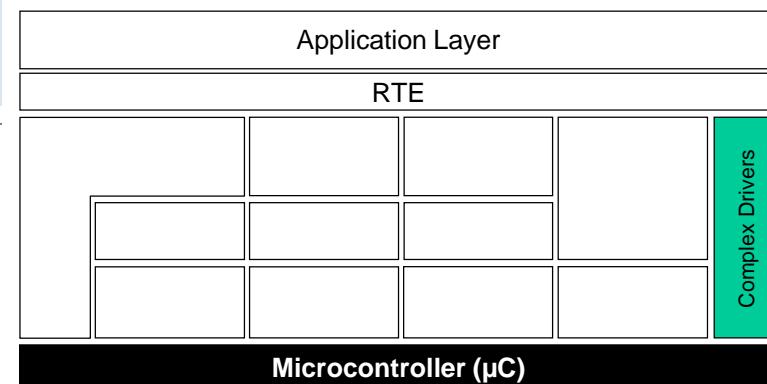 Application Layer
RTE
Complex Drivers
Microcontroller (µC)